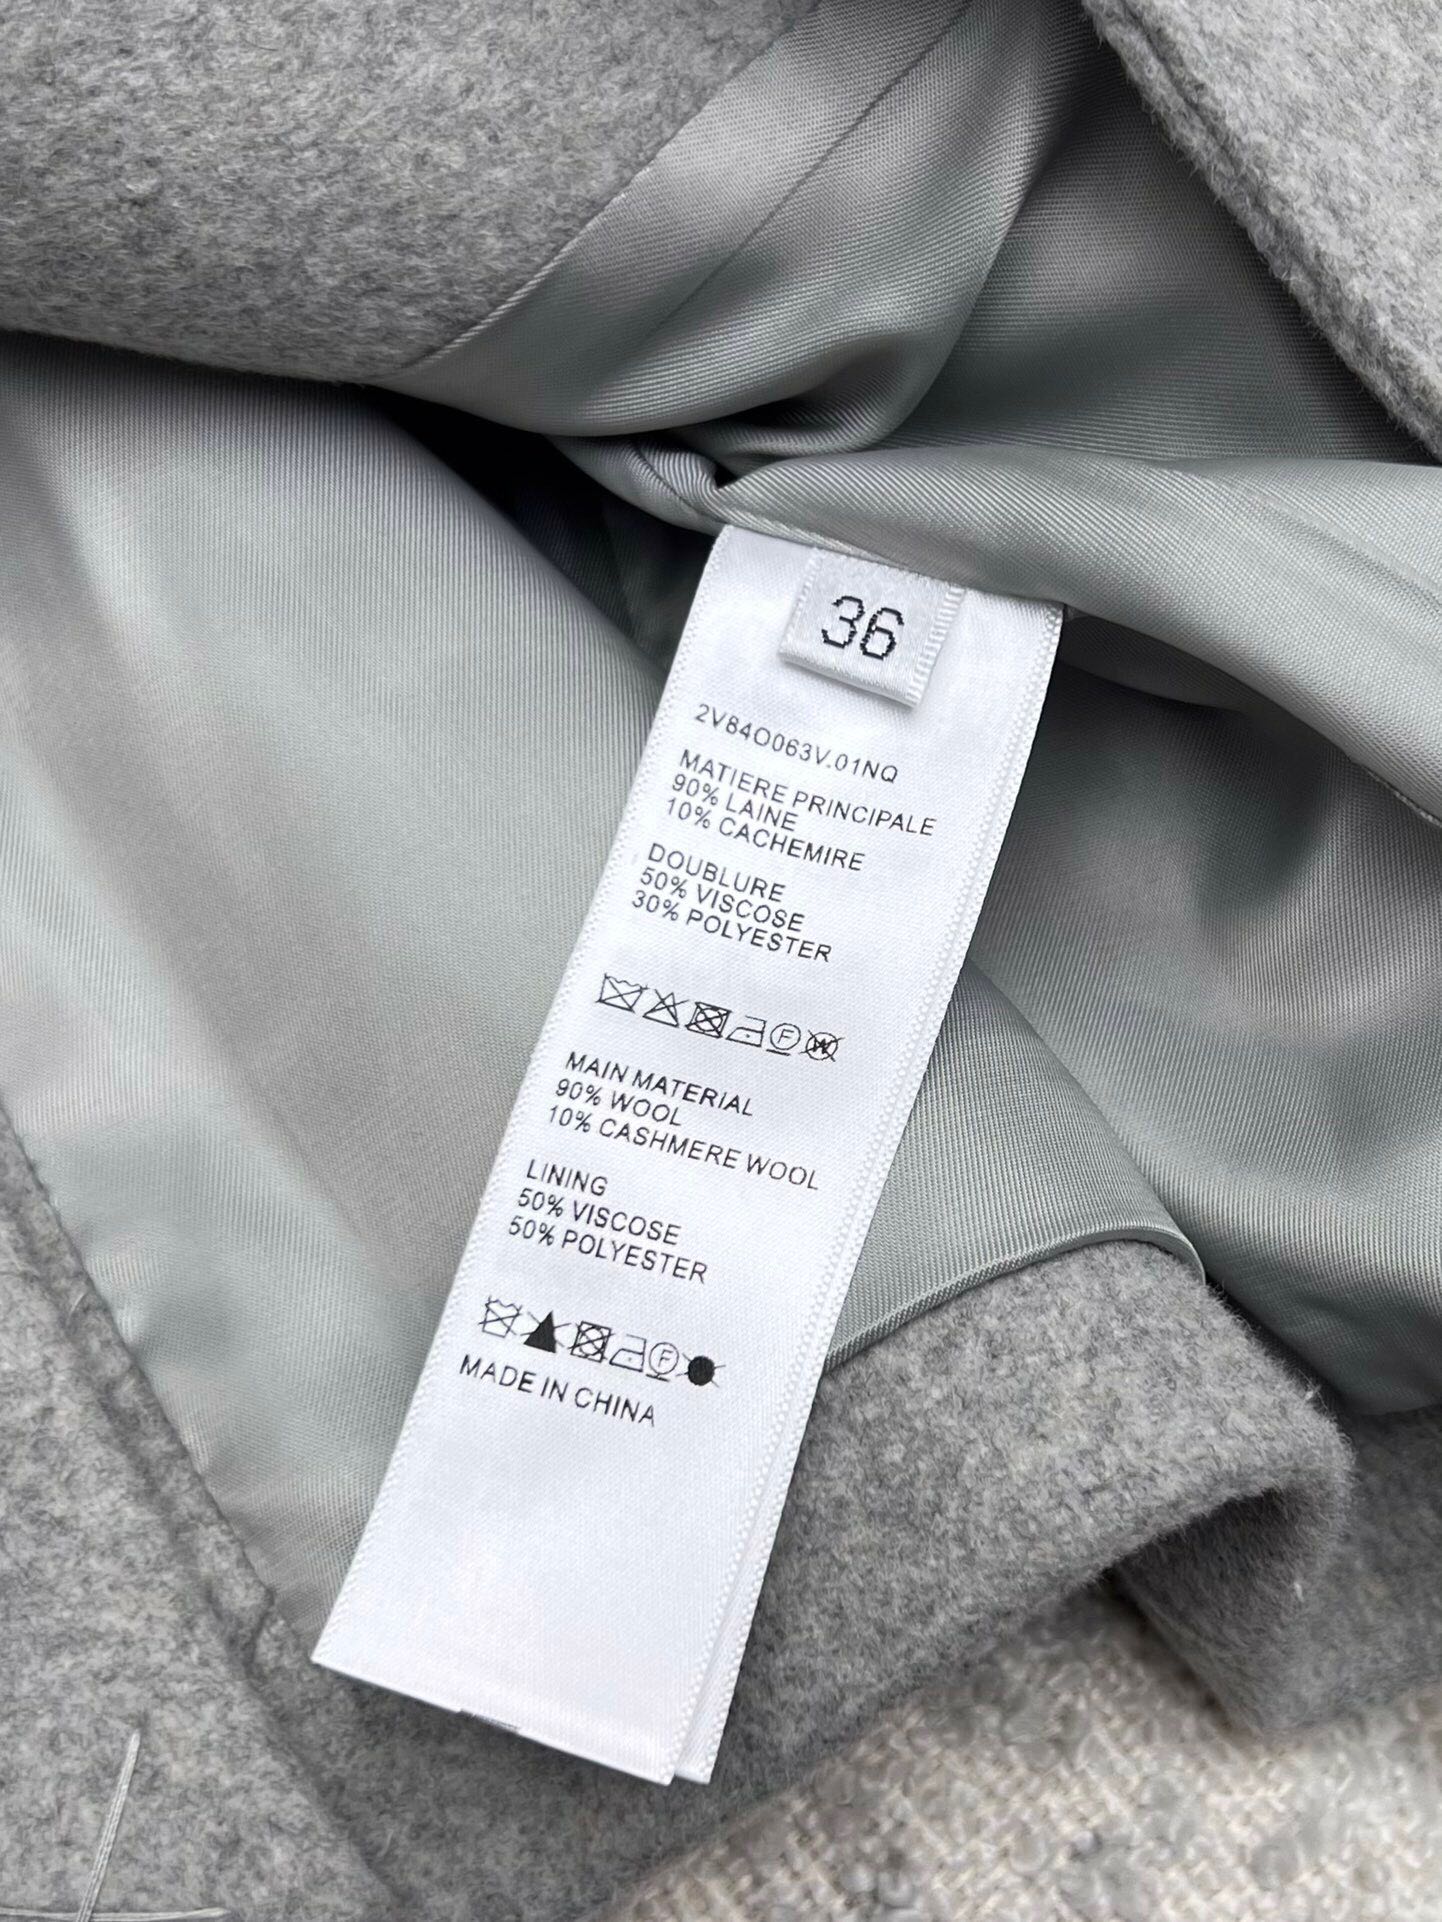 36
2V84O063V.01NQ
MATIERE PRINCIPALE
90% LAINE
10% CACHEMIRE
DOUBLURE
50% VISCOSE
30% POLYESTER
F W
MAIN MATERIAL
90% WOOL
10% CASHMERE WOOL
LINING
50% VISCOSE
50% POLYESTER
F
MADE IN CHINA